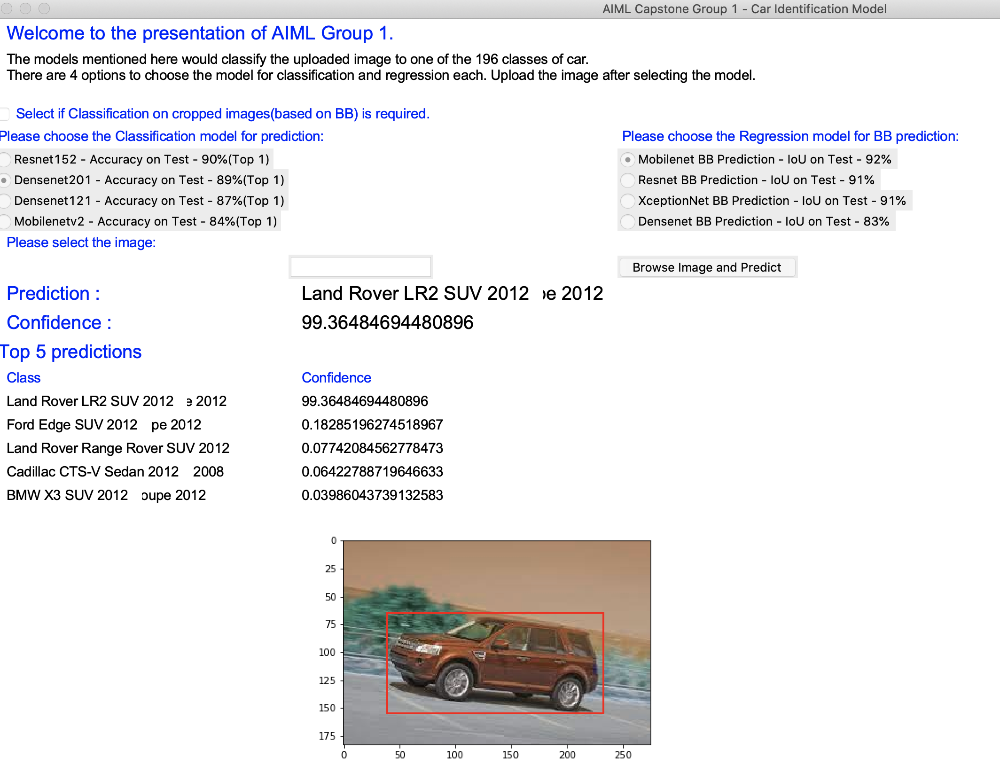 AIML Capstone Group 1 - Car Identification Model
Welcome to the presentation of AIML Group 1.
The models mentioned here would classify the uploaded image to one of the 196 classes of car.
There are 4 options to choose the model for classification and regression each. Upload the image after selecting the model.
Select if Classification on cropped images(based on BB) is required.
Please choose the Classification model for prediction:
Resnet152 - Accuracy on Test - 90%(Top 1)
Densenet201 - Accuracy on Test - 89%(Top 1)
Densenet121 - Accuracy on Test - 87%(Top 1)
Mobilenetv2 - Accuracy on Test - 84%(Top 1)
Please choose the Regression model for BB prediction:
Mobilenet BB Prediction - IoU on Test - 92%
Resnet BB Prediction - IoU on Test - 91%
XceptionNet BB Prediction - IoU on Test - 91%
Densenet BB Prediction - IoU on Test - 83%
Please select the image:
Browse Image and Predict
Prediction : Land Rover LR2 SUV 2012 pe 2012
Confidence : 99.36484694480896
Top 5 predictions
Class Confidence
Land Rover LR2 SUV 2012 e 2012 99.36484694480896
Ford Edge SUV 2012 pe 2012 0.18285196274518967
Land Rover Range Rover SUV 2012 0.07742084562778473
Cadillac CTS-V Sedan 2012 2008 0.06422788719646633
BMW X3 SUV 2012 oupe 2012 0.03986043739132583
0
25
50
75
100
125
150
175
0 50 100 150 200 250